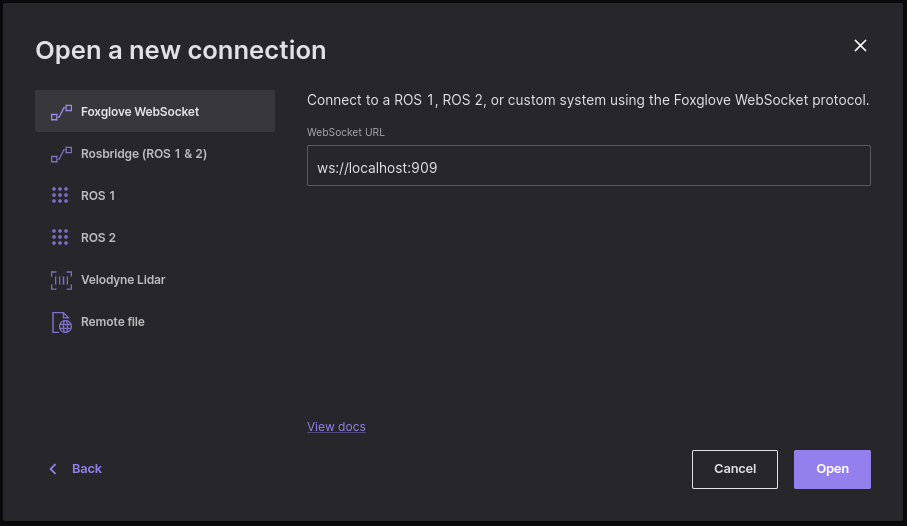 Open a new connection
Foxglove WebSocket
Rosbridge (ROS 1 & 2)
ROS 1
ROS 2
Velodyne Lidar
Remote file
Connect to a ROS 1, ROS 2, or custom system using the Foxglove WebSocket protocol.
WebSocket URL
ws://localhost:909
View docs
Back
Cancel
Open